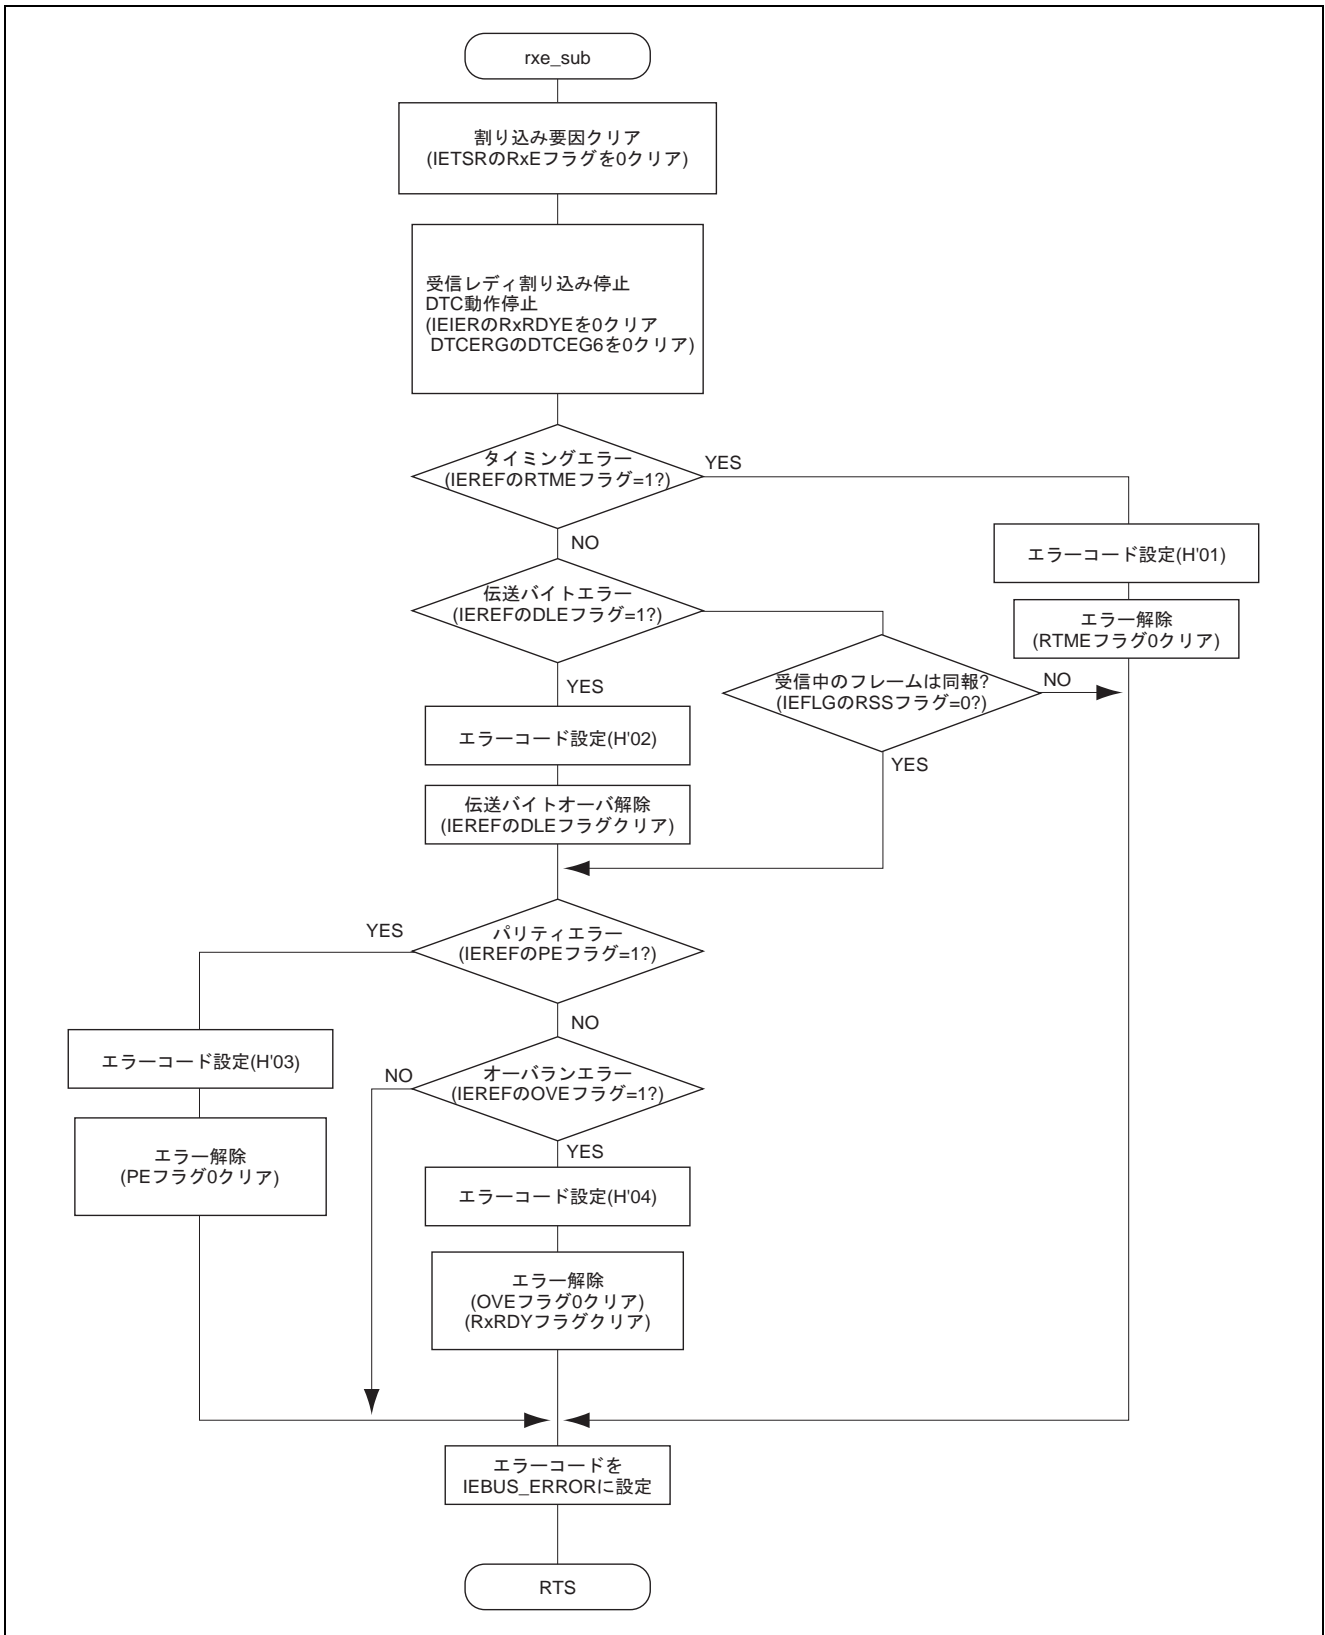 rxe_sub
割り込み要因クリア
(IETSRのRxEフラグを0クリア)
受信レディ割り込み停止
DTC動作停止
(IEIERのRxRDYEを0クリア
DTCERGのDTCEG6を0クリア)
タイミングエラー
(IEREFのRTMEフラグ=1?)
YES
NO
エラーコード設定(H'01)
エラー解除
(RTMEフラグ0クリア)
伝送バイトエラー
(IEREFのDLEフラグ=1?)
YES
受信中のフレームは同報?
(IEFLGのRSSフラグ=0?)
NO
YES
エラーコード設定(H'02)
伝送バイトオーバ解除
(IEREFのDLEフラグクリア)
パリティエラー
(IEREFのPEフラグ=1?)
YES
NO
エラーコード設定(H'03)
エラー解除
(PEフラグ0クリア)
オーバランエラー
(IEREFのOVEフラグ=1?)
NO
YES
エラーコード設定(H'04)
エラー解除
(OVEフラグ0クリア)
(RxRDYフラグクリア)
エラーコードを
IEBUS_ERRORに設定
RTS